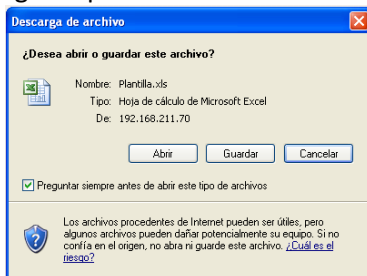 Descarga de archivo
¿Desea abrir o guardar este archivo?
Nombre: Plantilla.xls
Tipo: Hoja de cálculo de Microsoft Excel
De: 192.168.211.70
Abrir Guardar Cancelar
Preguntar siempre antes de abrir este tipo de archivos
Los archivos procedentes de Internet pueden ser útiles, pero
algunos archivos pueden dañar potencialmente su equipo. Si no
confía en el origen, no abra ni guarde este archivo. ¿Cuál es el
riesgo?